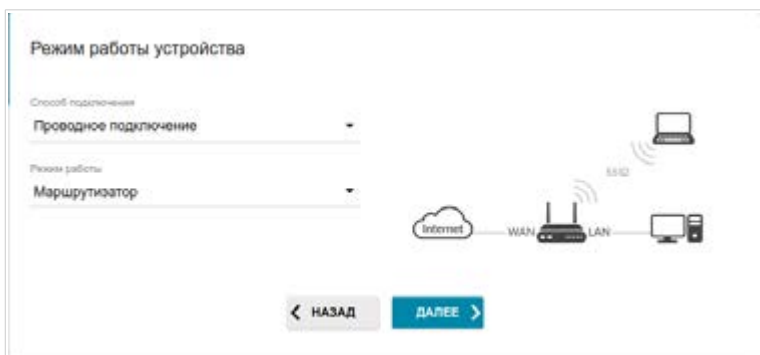 Режим работы устройства
Способ подключения
Проводное подключение
Режим работы
Маршрутизатор
SSID
Internet
WAN
LAN
НАЗАД
ДАЛЕЕ